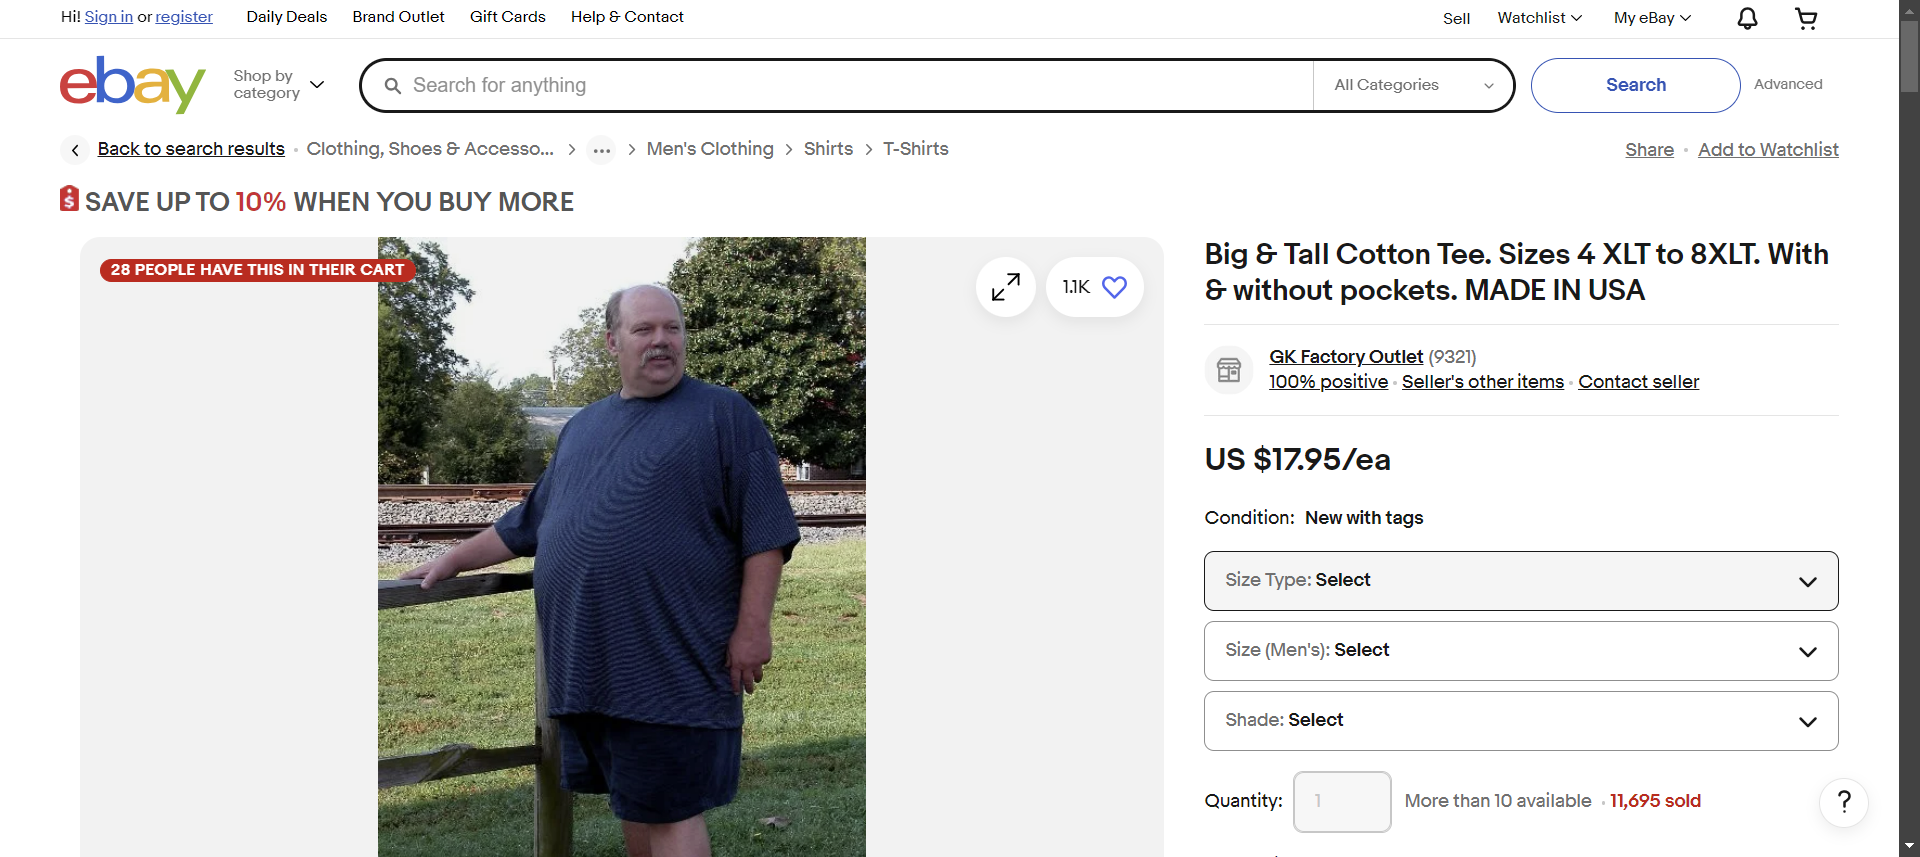 Hi! Sign in or register
Daily Deals
Brand Outlet
Gift Cards
Help & Contact
Sell
Watchlist
My eBay
ebay
Shop by
category
Search for anything
All Categories
Search
Advanced
Back to search results
Clothing, Shoes & Accesso...
...
Men's Clothing
Shirts
T-Shirts
Share
Add to Watchlist
$ SAVE UP TO 10% WHEN YOU BUY MORE
28 PEOPLE HAVE THIS IN THEIR CART
1.1K
Big & Tall Cotton Tee. Sizes 4 XLT to 8XLT. With
& without pockets. MADE IN USA
GK Factory Outlet (9321)
100% positive · Seller's other items · Contact seller
US $17.95/ea
Condition: New with tags
Size Type: Select
Size (Men's): Select
Shade: Select
Quantity: 1 More than 10 available · 11,695 sold
?